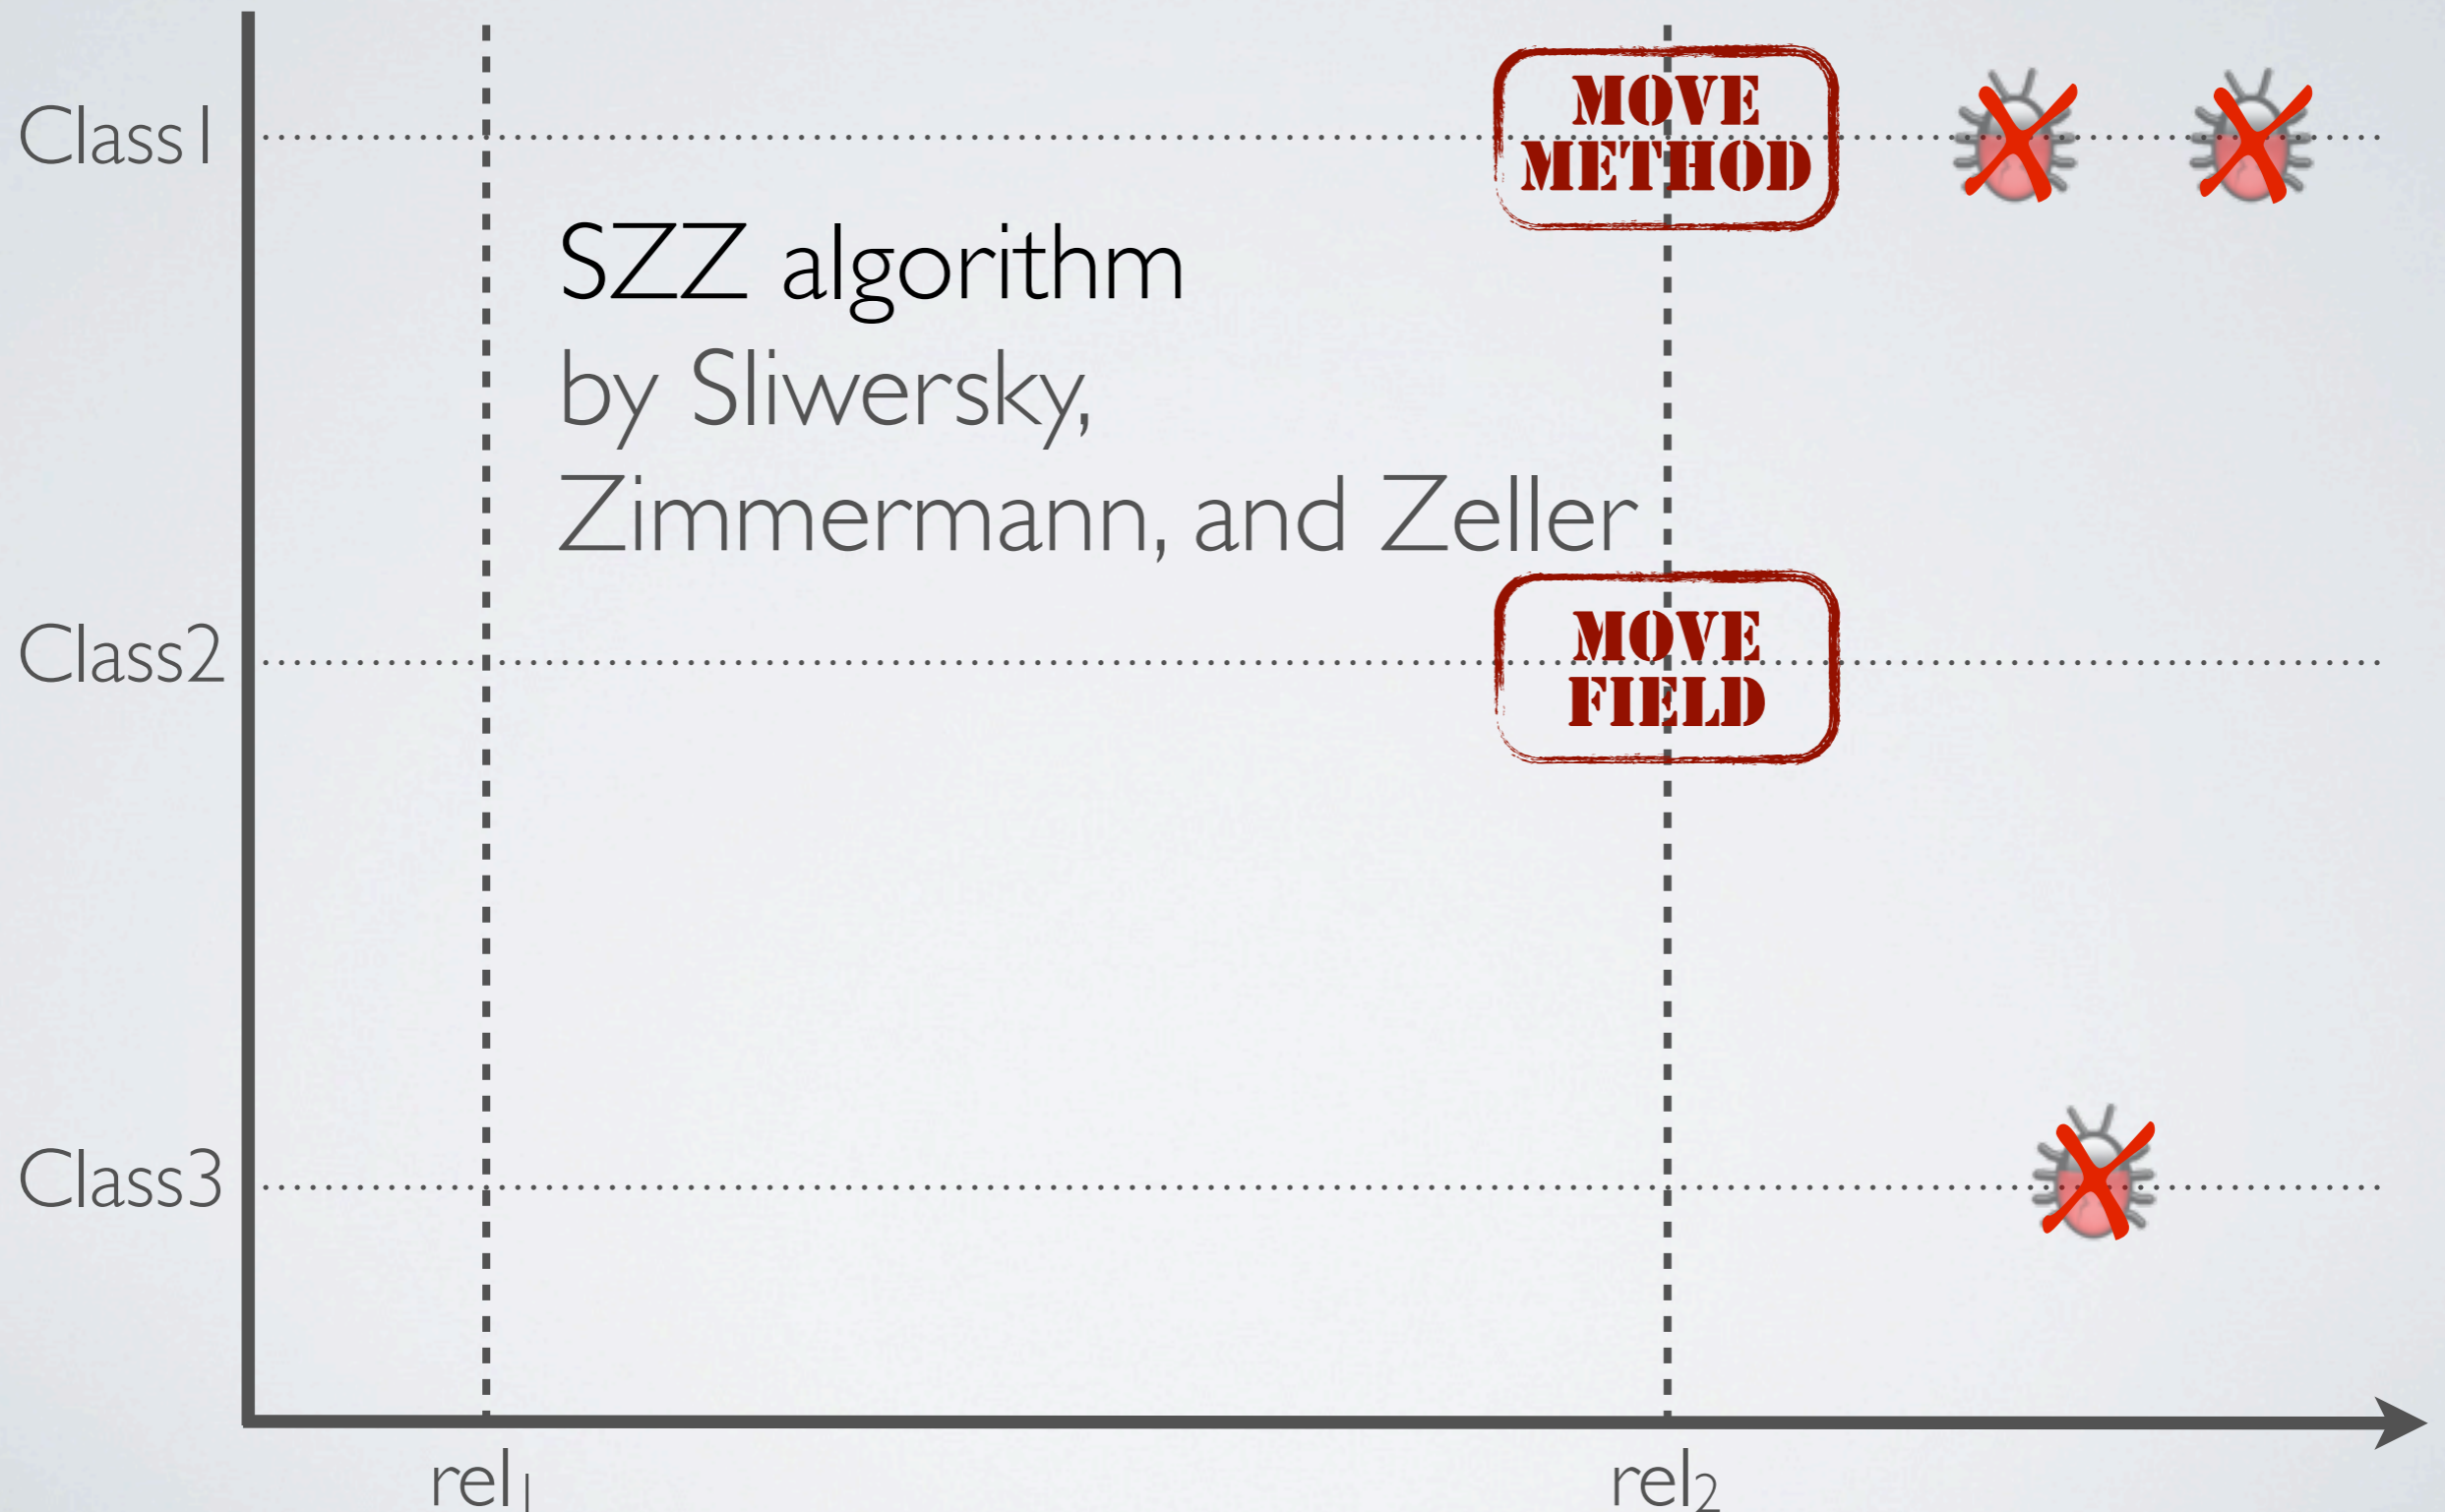 Class1
MOVE
METHOD
SZZ algorithm
by Sliwersky,
Zimmermann, and Zeller
Class2
MOVE
FIELD
Class3
rel1
rel2